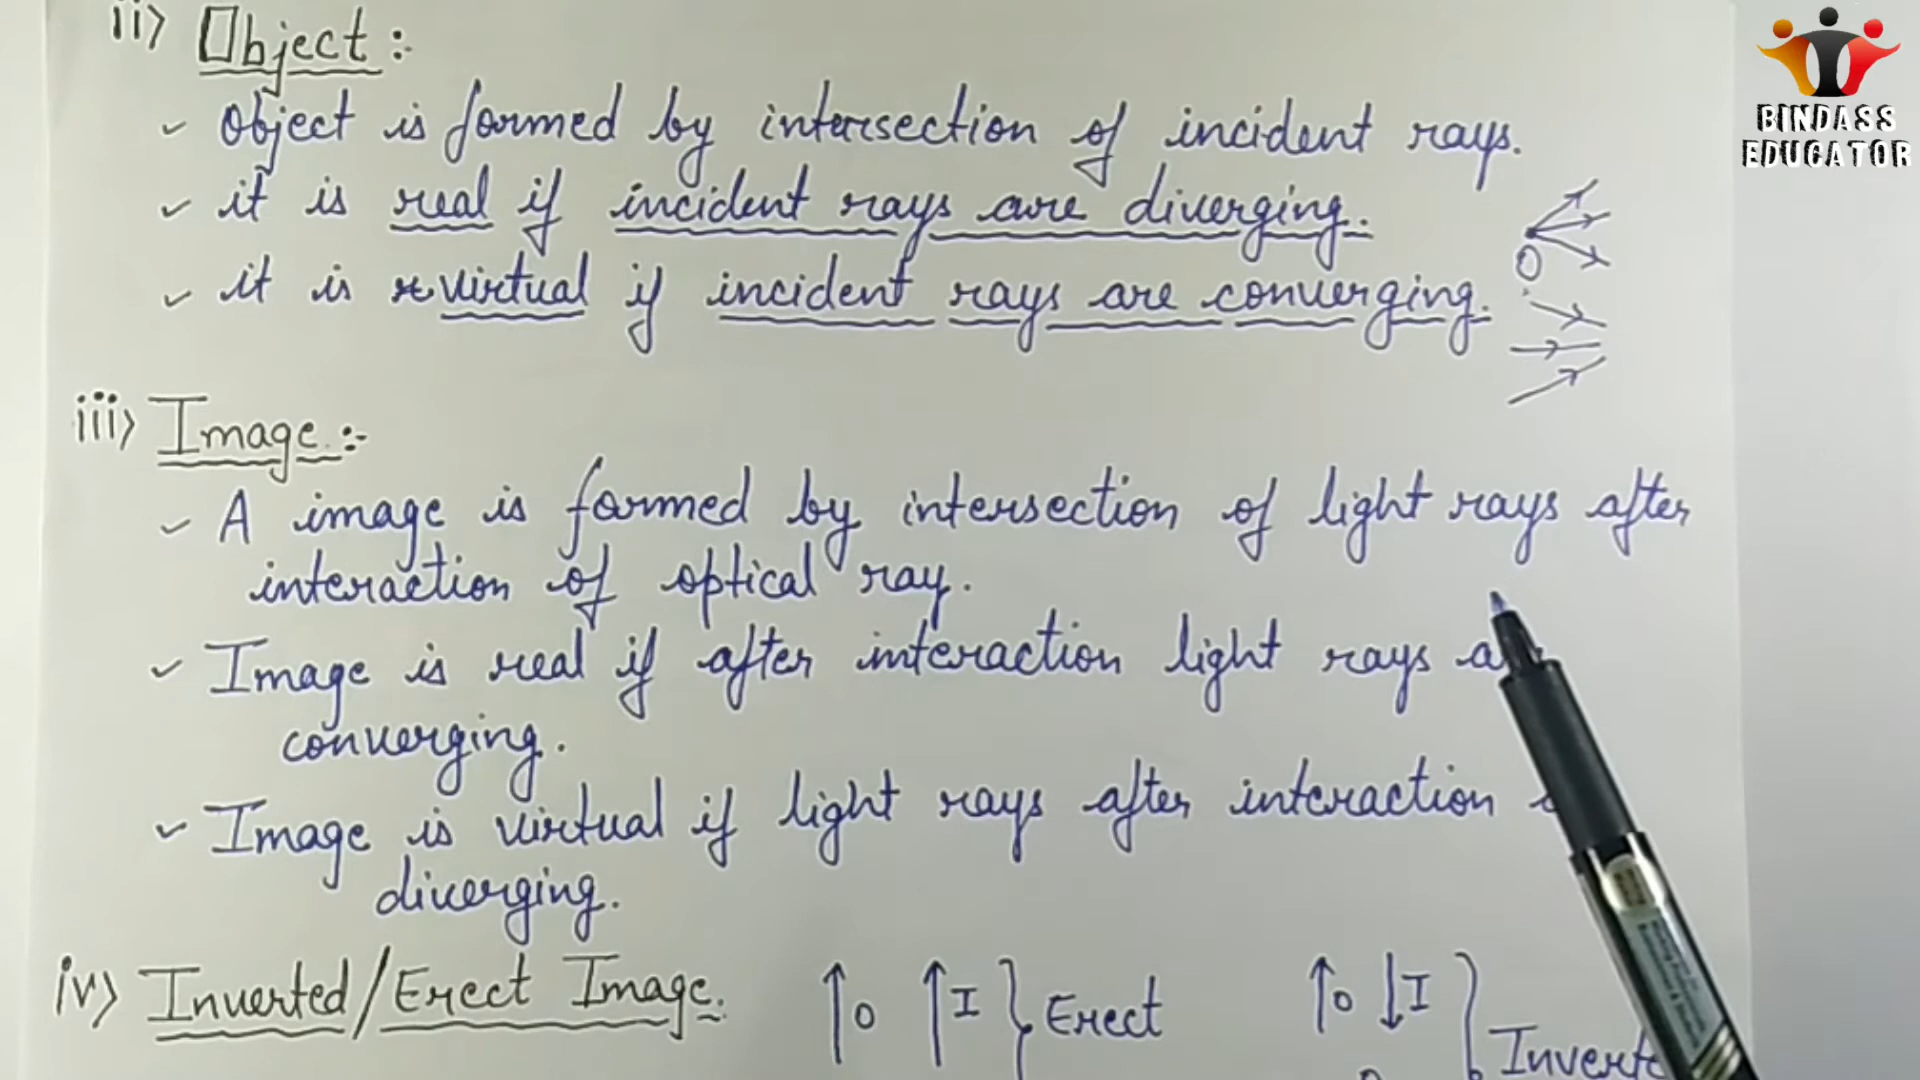 ii) Object :-
BINDASS
EDUCATOR
✓ Object is formed by intersection of incident rays.
✓ it is real if incident rays are diverging.
O
✓ it is virtual if incident rays are converging.
iii) Image :-
✓ A image is formed by intersection of light rays after
interaction of optical ray.
✓ Image is real if after interaction light rays
converging.
✓ Image is virtual if light rays after interaction
diverging.
iv) Inverted/Erect Image.
↑O ↑I } Erect
↑O ↓I }